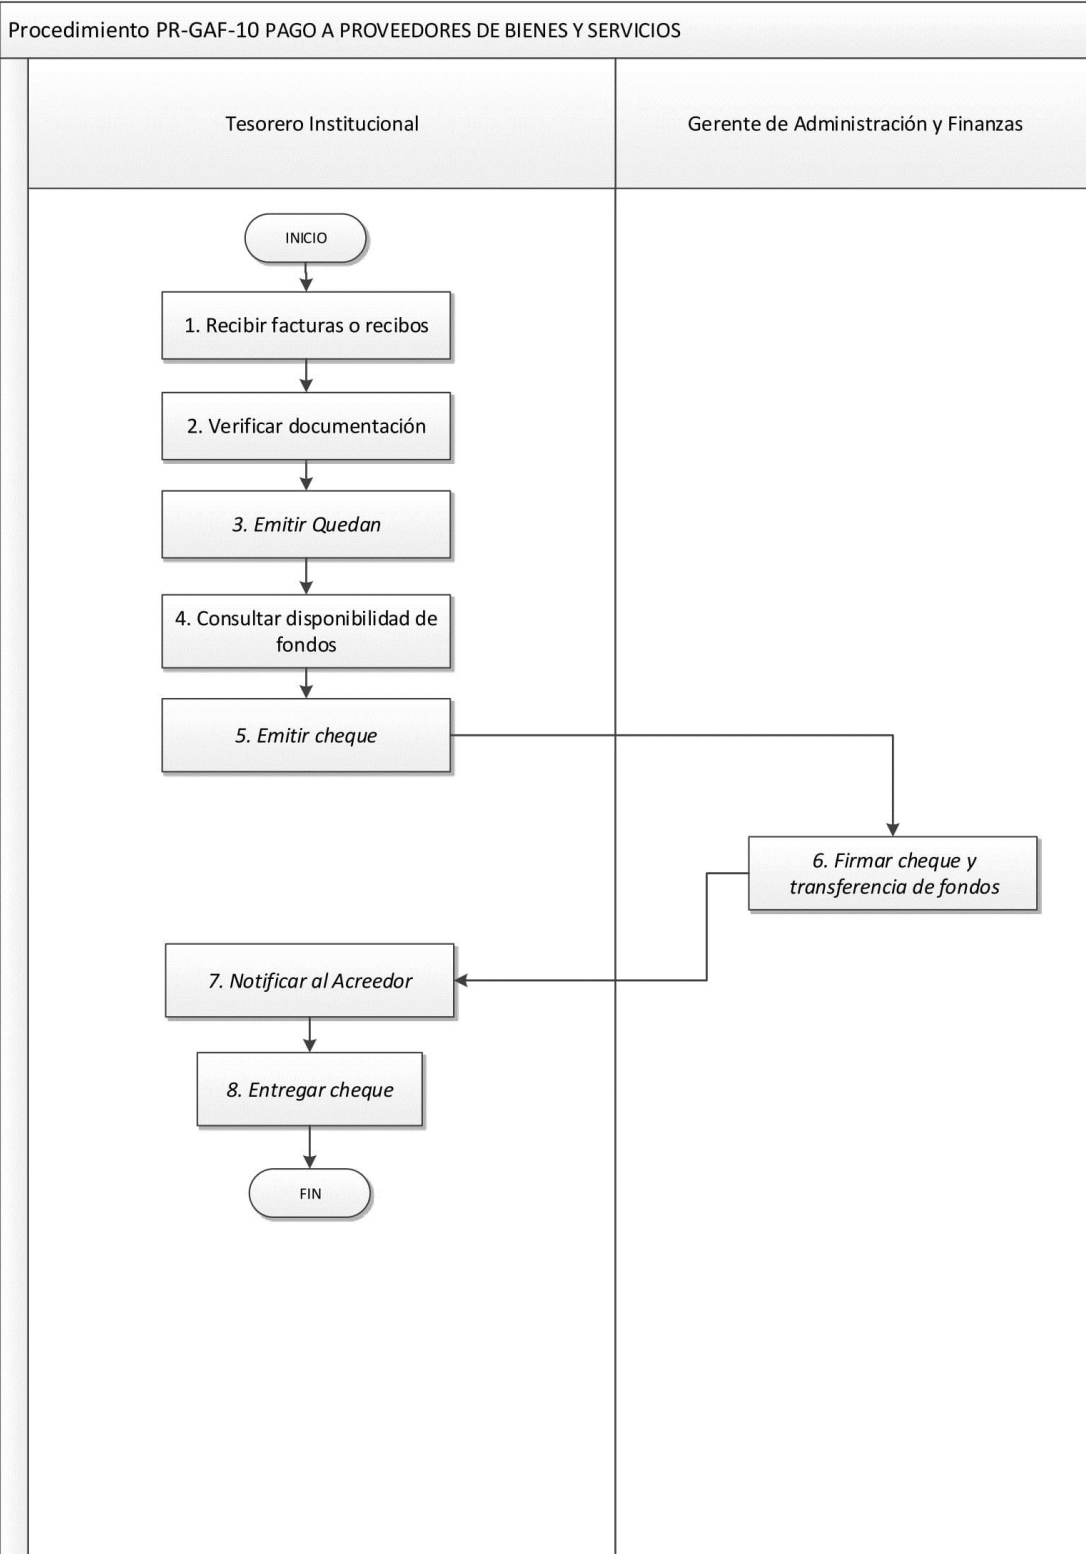 Procedimiento PR-GAF-10 PAGO A PROVEEDORES DE BIENES Y SERVICIOS
Tesorero Institucional
Gerente de Administración y Finanzas
INICIO
1. Recibir facturas o recibos
2. Verificar documentación
3. Emitir Quedan
4. Consultar disponibilidad de
fondos
5. Emitir cheque
6. Firmar cheque y
transferencia de fondos
7. Notificar al Acreedor
8. Entregar cheque
FIN